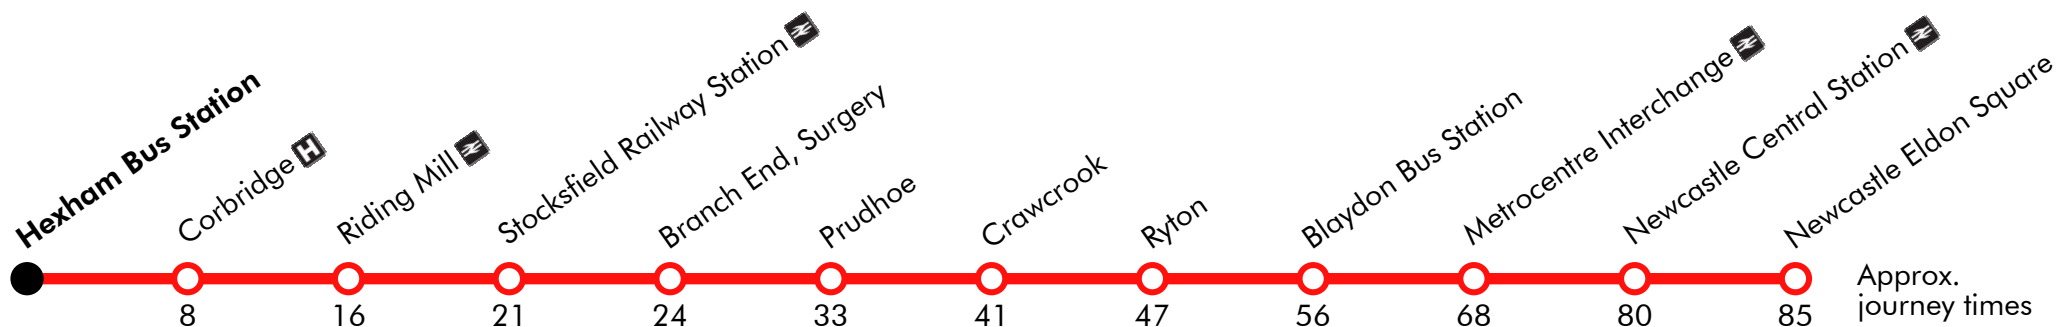 Hexham Bus Station
Corbridge H
Riding Mill
Stocksfield Railway Station
Branch End, Surgery
Prudhoe
Crawcrook
Ryton
Blaydon Bus Station
Metrocentre Interchange
Newcastle Central Station
Newcastle Eldon Square
8 16 21 24 33 41 47 56 68 80 85
Approx.
journey times